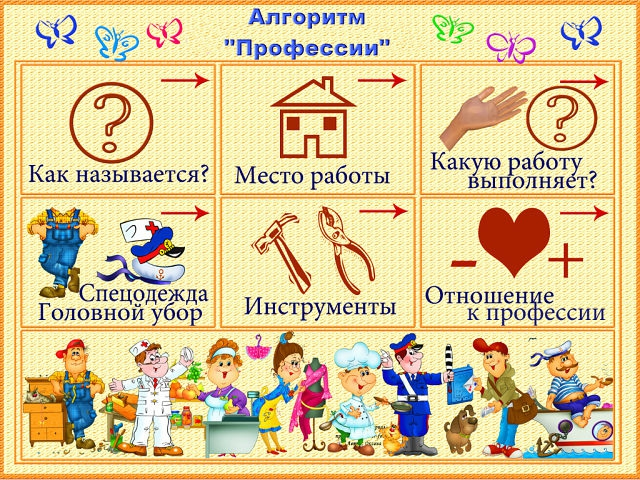 Алгоритм
"Профессии"
Как называется?
Место работы
Какую работу
выполняет?
Спецодежда
Головной убор
Инструменты
Отношение
к профессии